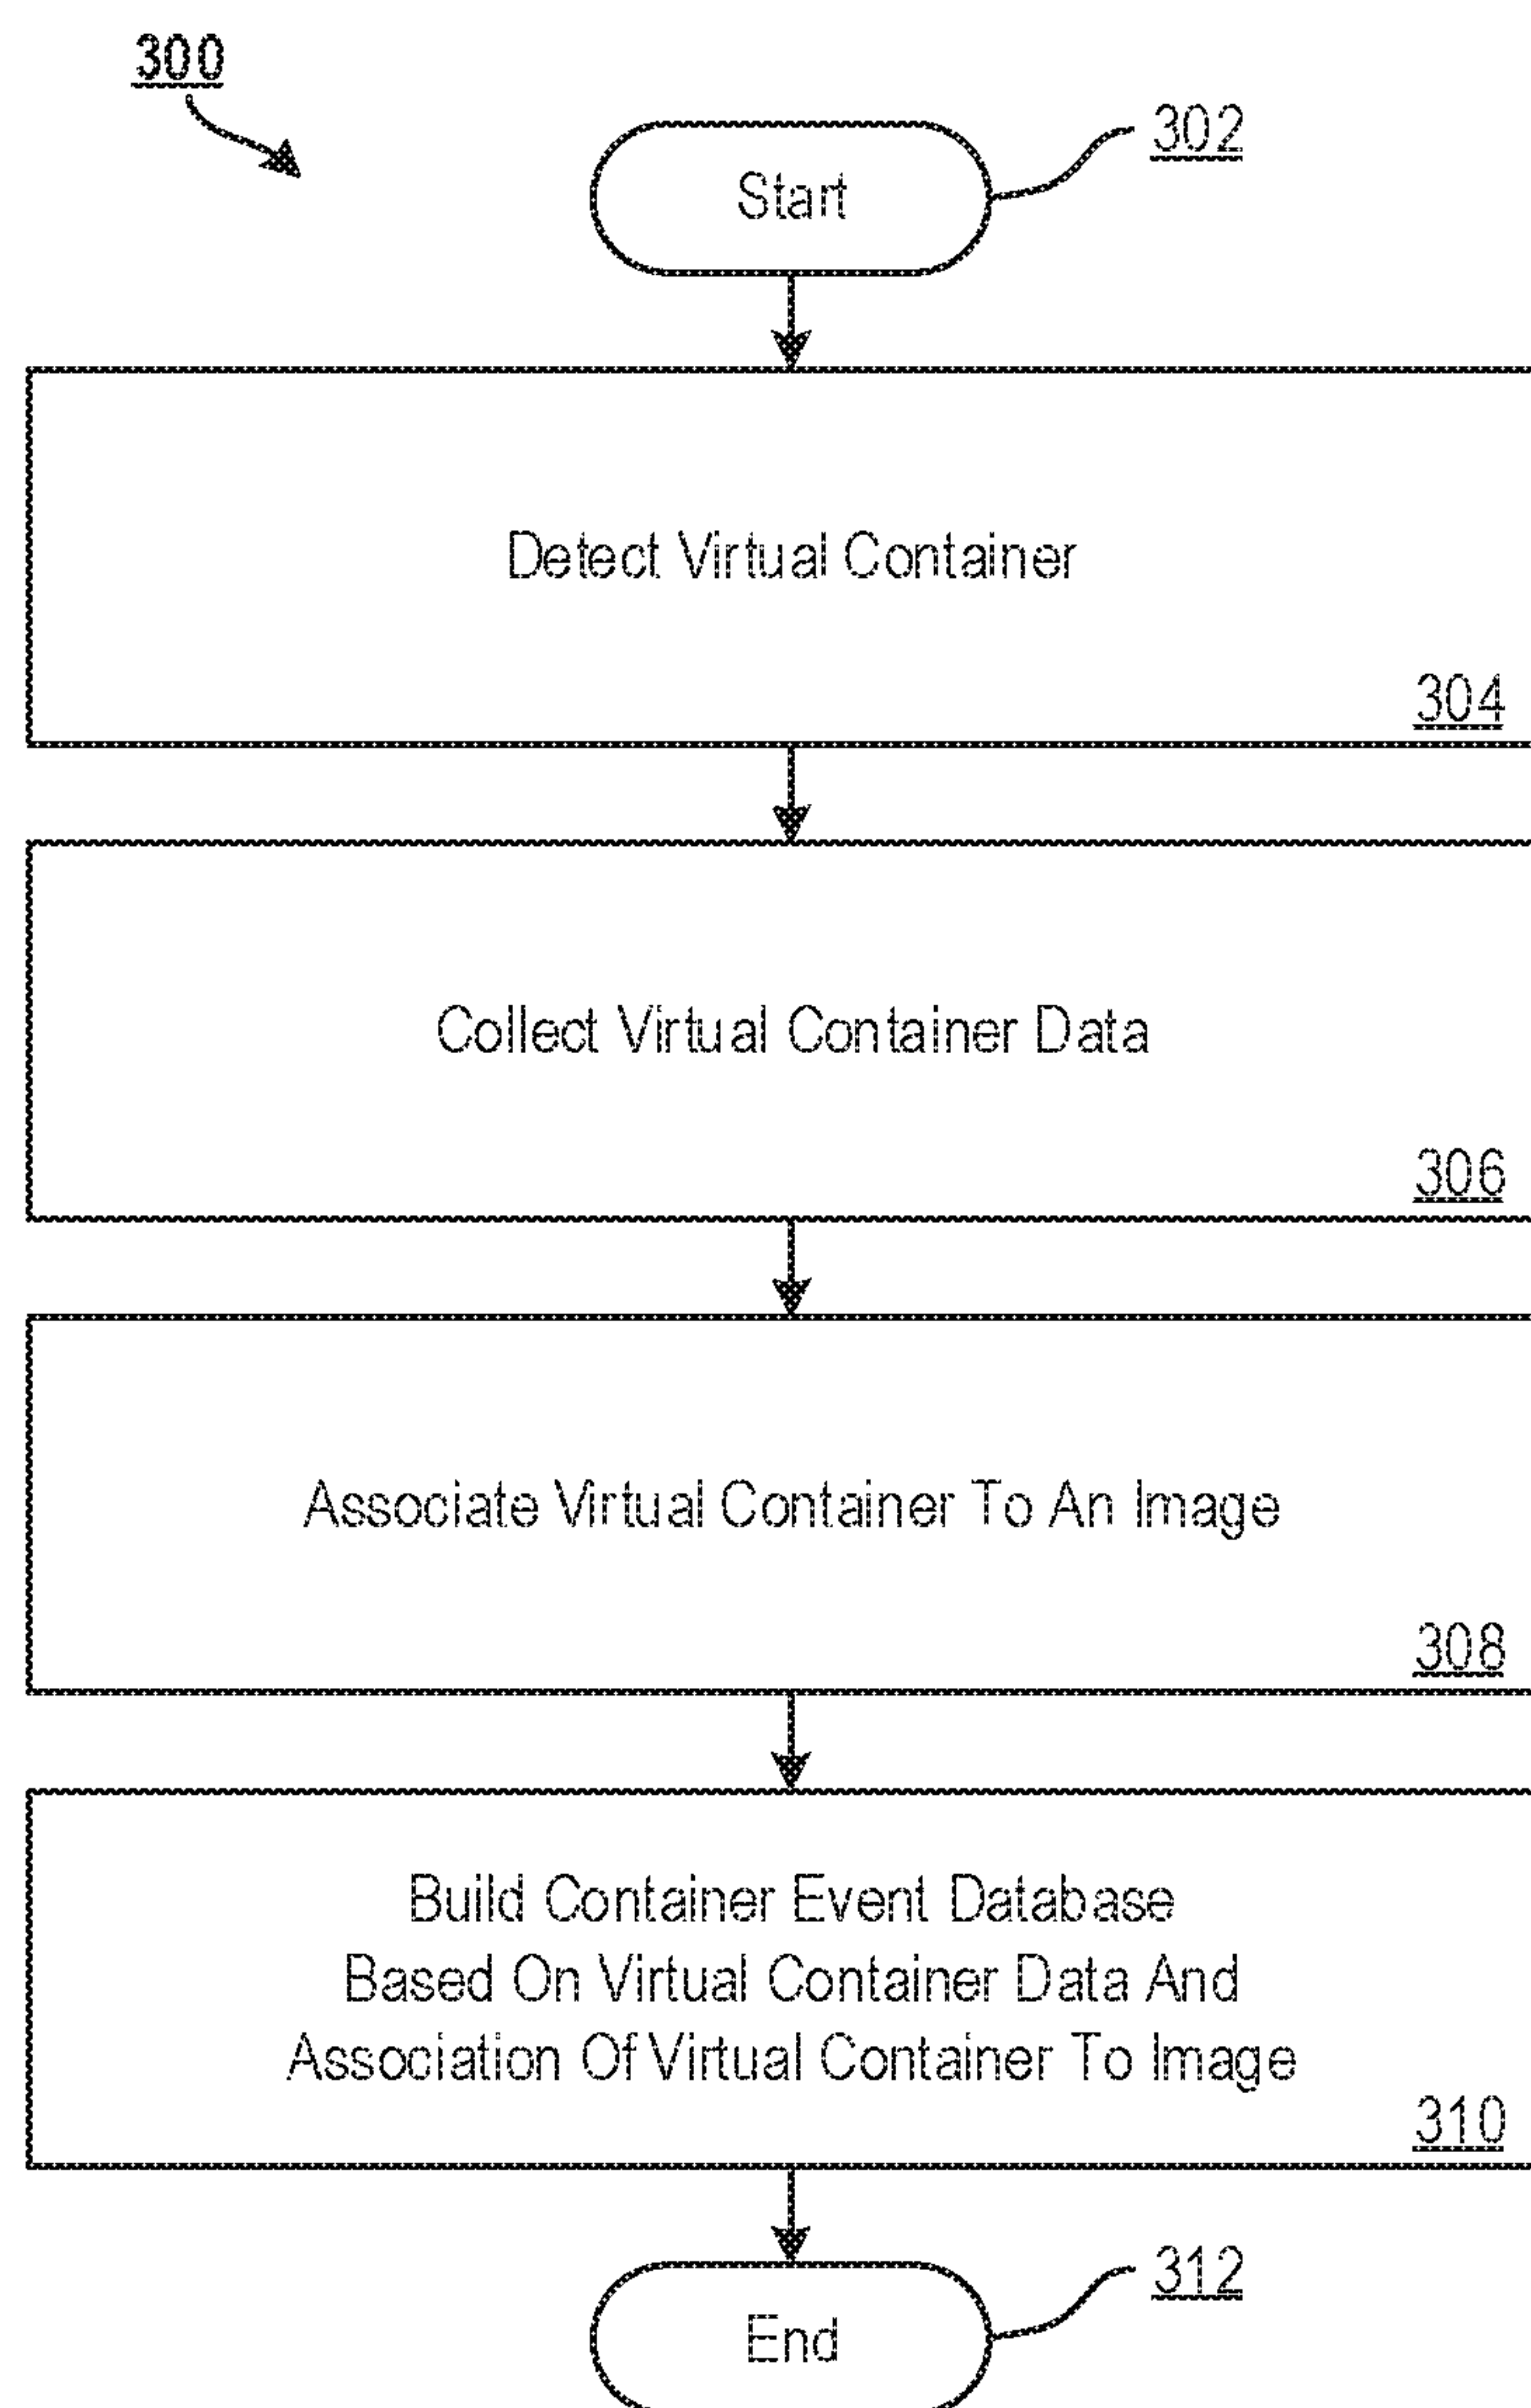 300
302
Start
Detect Virtual Container
304
Collect Virtual Container Data
306
Associate Virtual Container To An Image
308
Build Container Event Database
Based On Virtual Container Data And
Association Of Virtual Container To Image
310
312
End